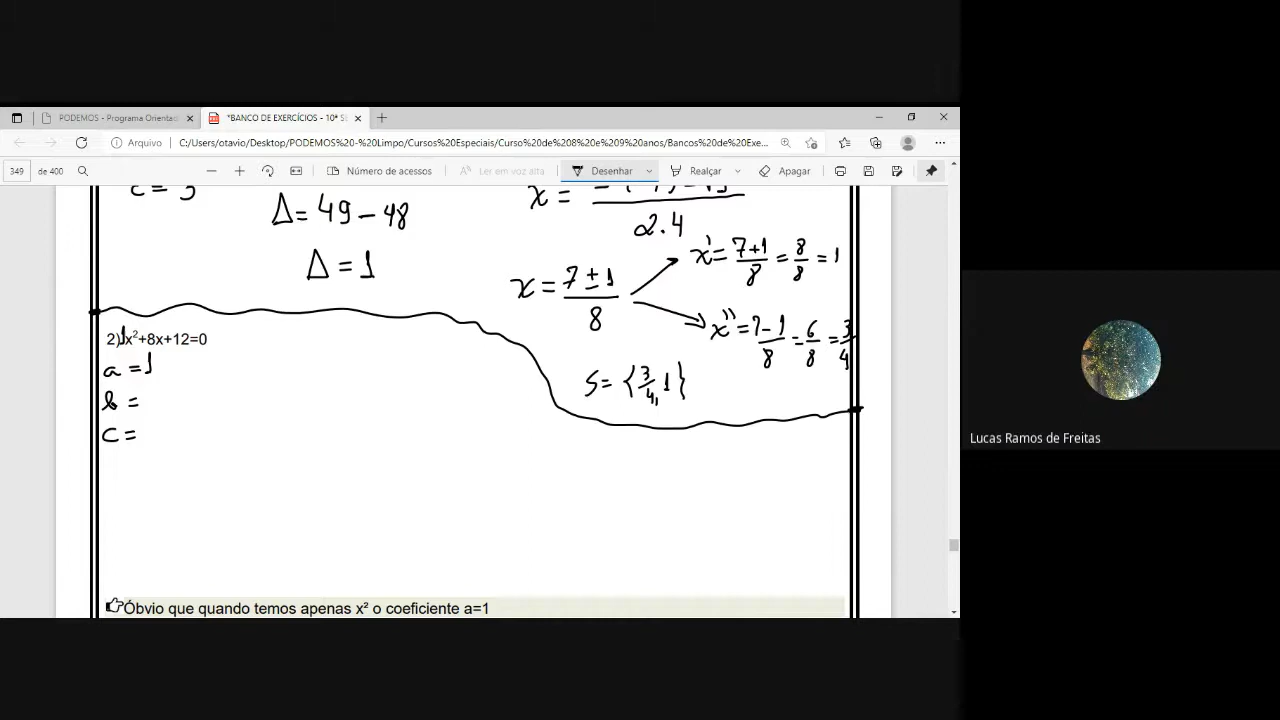 PODEMOS - Programa Orientad
*BANCO DE EXERCÍCIOS - 10ª S
Arquivo
C:/Users/otavio/Desktop/PODEMOS%20-%20Limpo/Cursos%20Especiais/Curso%20de%208%20e%209%20anos/Bancos%20de%20Exe...
349 de 400
Número de acessos
Ler em voz alta
Desenhar
Realçar
Apagar
c = 3
x =
2.4
Δ = 49 - 48
Δ = 1
x = 7 ± 1 / 8
x' = 7+1 / 8 = 8/8 = 1
x'' = 7-1 / 8 = 6/8 = 3/4
S = {3/4, 1}
2)1x²+8x+12=0
a = 1
b =
c =
Óbvio que quando temos apenas x² o coeficiente a=1
Lucas Ramos de Freitas